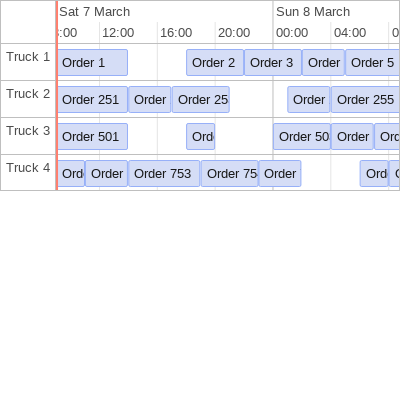 Sat 7 March Sun 8 March
:00 12:00 16:00 20:00 00:00 04:00 0
Truck 1 Order 1 Order 2 Order 3 Order Order 5
Truck 2 Order 251 Order Order 25 Order Order 255
Truck 3 Order 501 Ord Order 50 Order Ord
Truck 4 Ord Order Order 753 Order 75 Order Ord